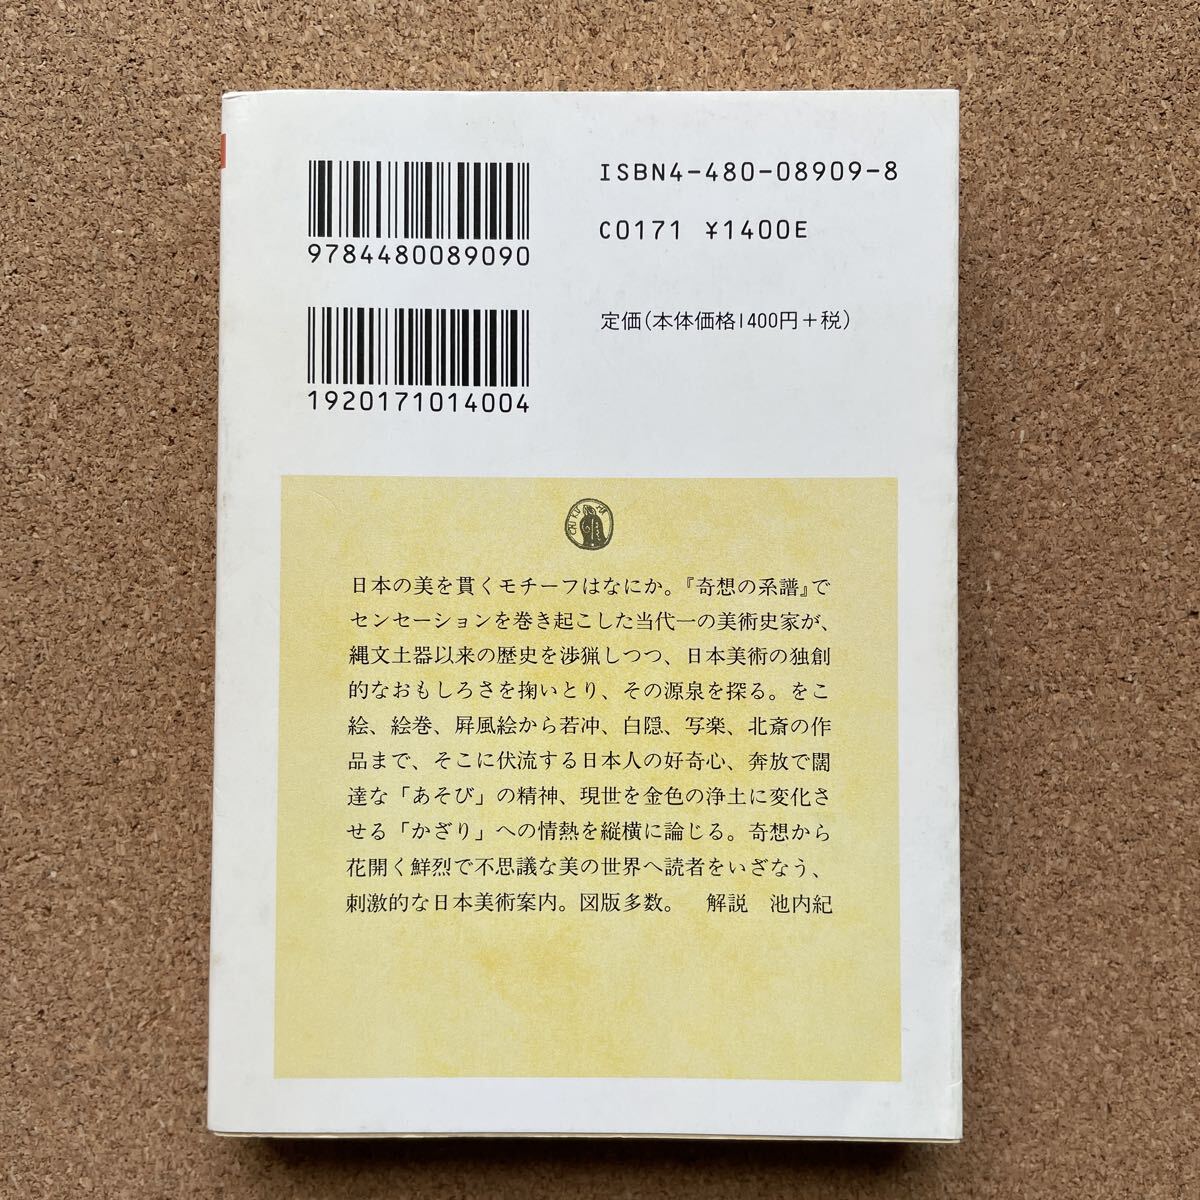 ISBN4-480-08909-8
9784480089090
C0171 ¥1400E
定価(本体価格1400円+税)
1920171014004
日本の美を貫くモチーフはなにか。『奇想の系譜』で
センセーションを巻き起こした当代一の美術史家が、
縄文土器以来の歴史を渉猟しつつ、日本美術の独創
的なおもしろさを掬いとり、その源泉を探る。をこ
絵、絵巻、屏風絵から若冲、白隠、写楽、北斎の作
品まで、そこに伏流する日本人の好奇心、奔放で闊
達な「あそび」の精神、現世を金色の浄土に変化さ
せる「かざり」への情熱を縦横に論じる。奇想から
花開く鮮烈で不思議な美の世界へ読者をいざなう、
刺激的な日本美術案内。図版多数。 解説 池内紀